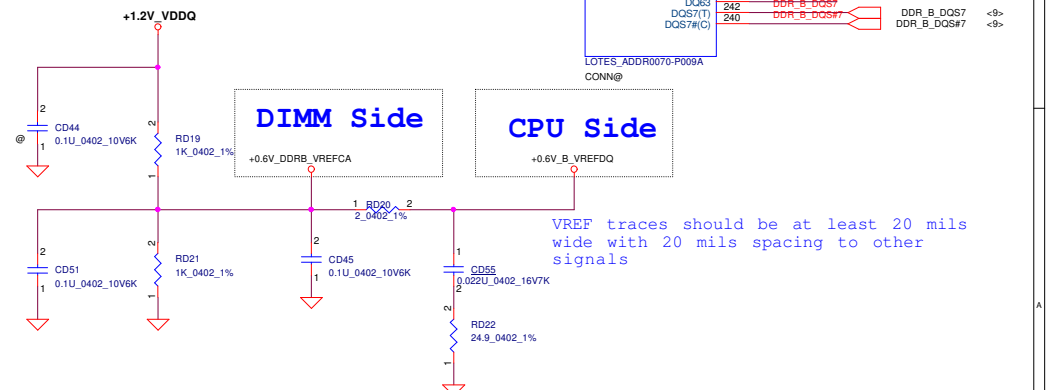 +1.2V_VDDQ
DQ63
DQS7(T)
DQS7#(C)
242
240
DDR_B_DQS7
DDR_B_DQS#7
DDR_B_DQS7 <9>
DDR_B_DQS#7 <9>
LOTES_ADDR0070-P009A
CONN@
2
CD44
0.1U_0402_10V6K
@
1
2
RD19
1K_0402_1%
1
DIMM Side
+0.6V_DDRB_VREFCA
CPU Side
+0.6V_B_VREFDQ
1 RD20 2
2_0402_1%
VREF traces should be at least 20 mils
wide with 20 mils spacing to other
signals
2
CD51
0.1U_0402_10V6K
1
2
RD21
1K_0402_1%
1
2
CD45
0.1U_0402_10V6K
1
1
CD55
0.022U_0402_16V7K
2
2
RD22
24.9_0402_1%
1
A